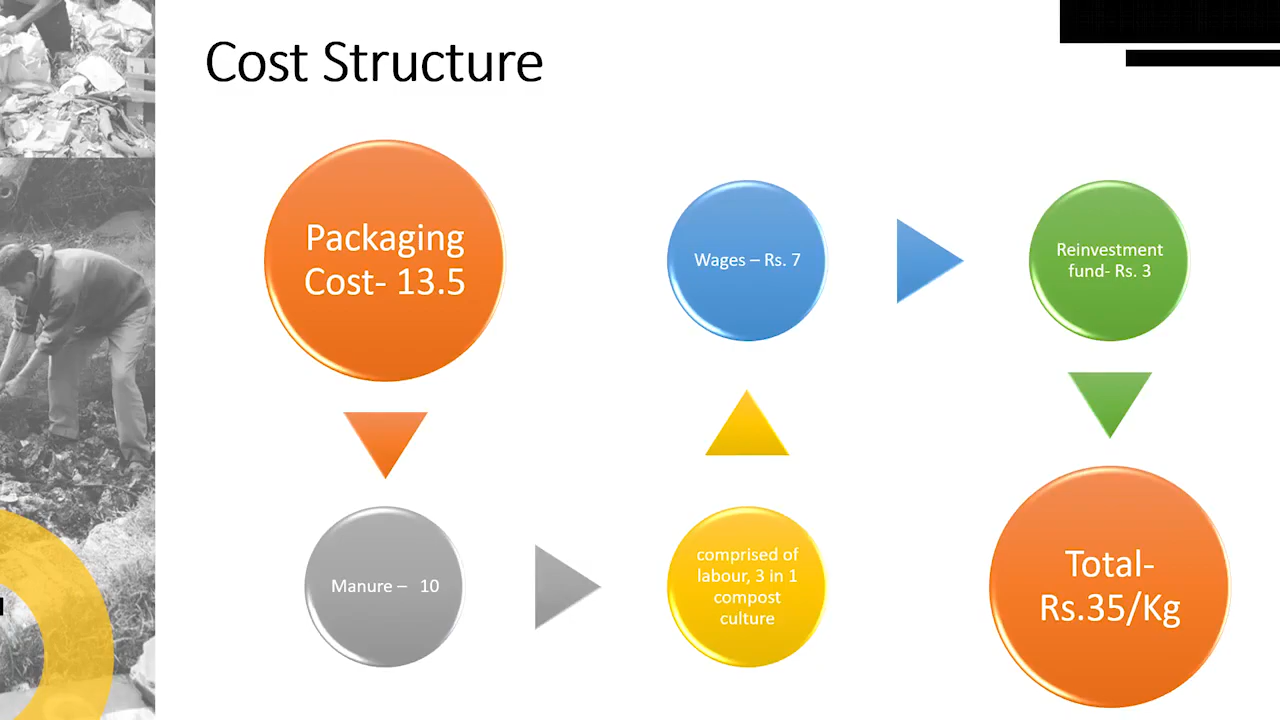 Cost Structure
Packaging
Cost- 13.5
Manure – 10
comprised of
labour, 3 in 1
compost
culture
Wages – Rs. 7
Reinvestment
fund- Rs. 3
Total-
Rs.35/Kg